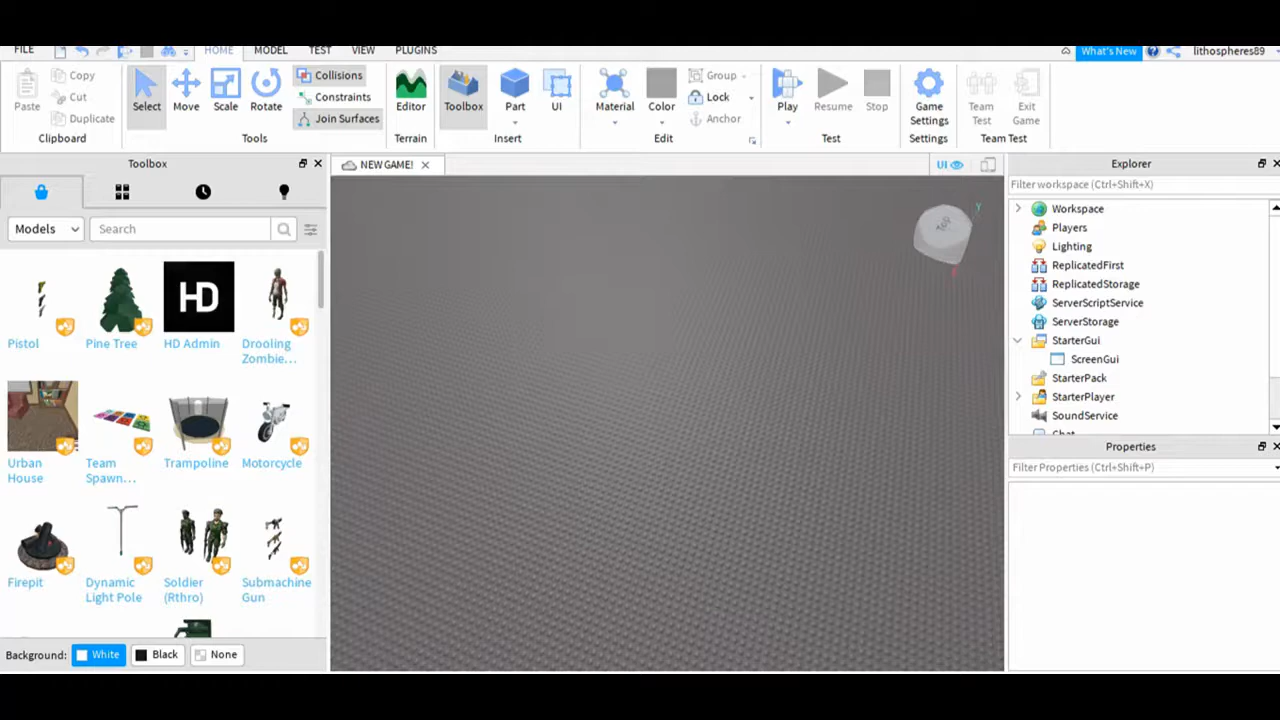 FILE HOME MODEL TEST VIEW PLUGINS What's New lithospheres89
Paste Copy Cut Duplicate
Select Move Scale Rotate
Collisions
Constraints
Join Surfaces
Editor Toolbox Part UI
Material Color Group Lock Anchor
Play Resume Stop
Game Settings
Team Test
Exit Game
Clipboard Tools Terrain Insert Edit Test Settings Team Test
Toolbox
Models Search
Pistol Pine Tree HD Admin Drooling
Zombie...
HD
Urban House
Team Spawn...
Trampoline Motorcycle
Firepit
Dynamic Light Pole
Soldier (Rthro)
Submachine Gun
Background: White Black None
NEW GAME!
UI
TOP
Y
Explorer
Filter workspace (Ctrl+Shift+X)
Workspace
Players
Lighting
ReplicatedFirst
ReplicatedStorage
ServerScriptService
ServerStorage
StarterGui
ScreenGui
StarterPack
StarterPlayer
SoundService
Chat
Properties
Filter Properties (Ctrl+Shift+P)